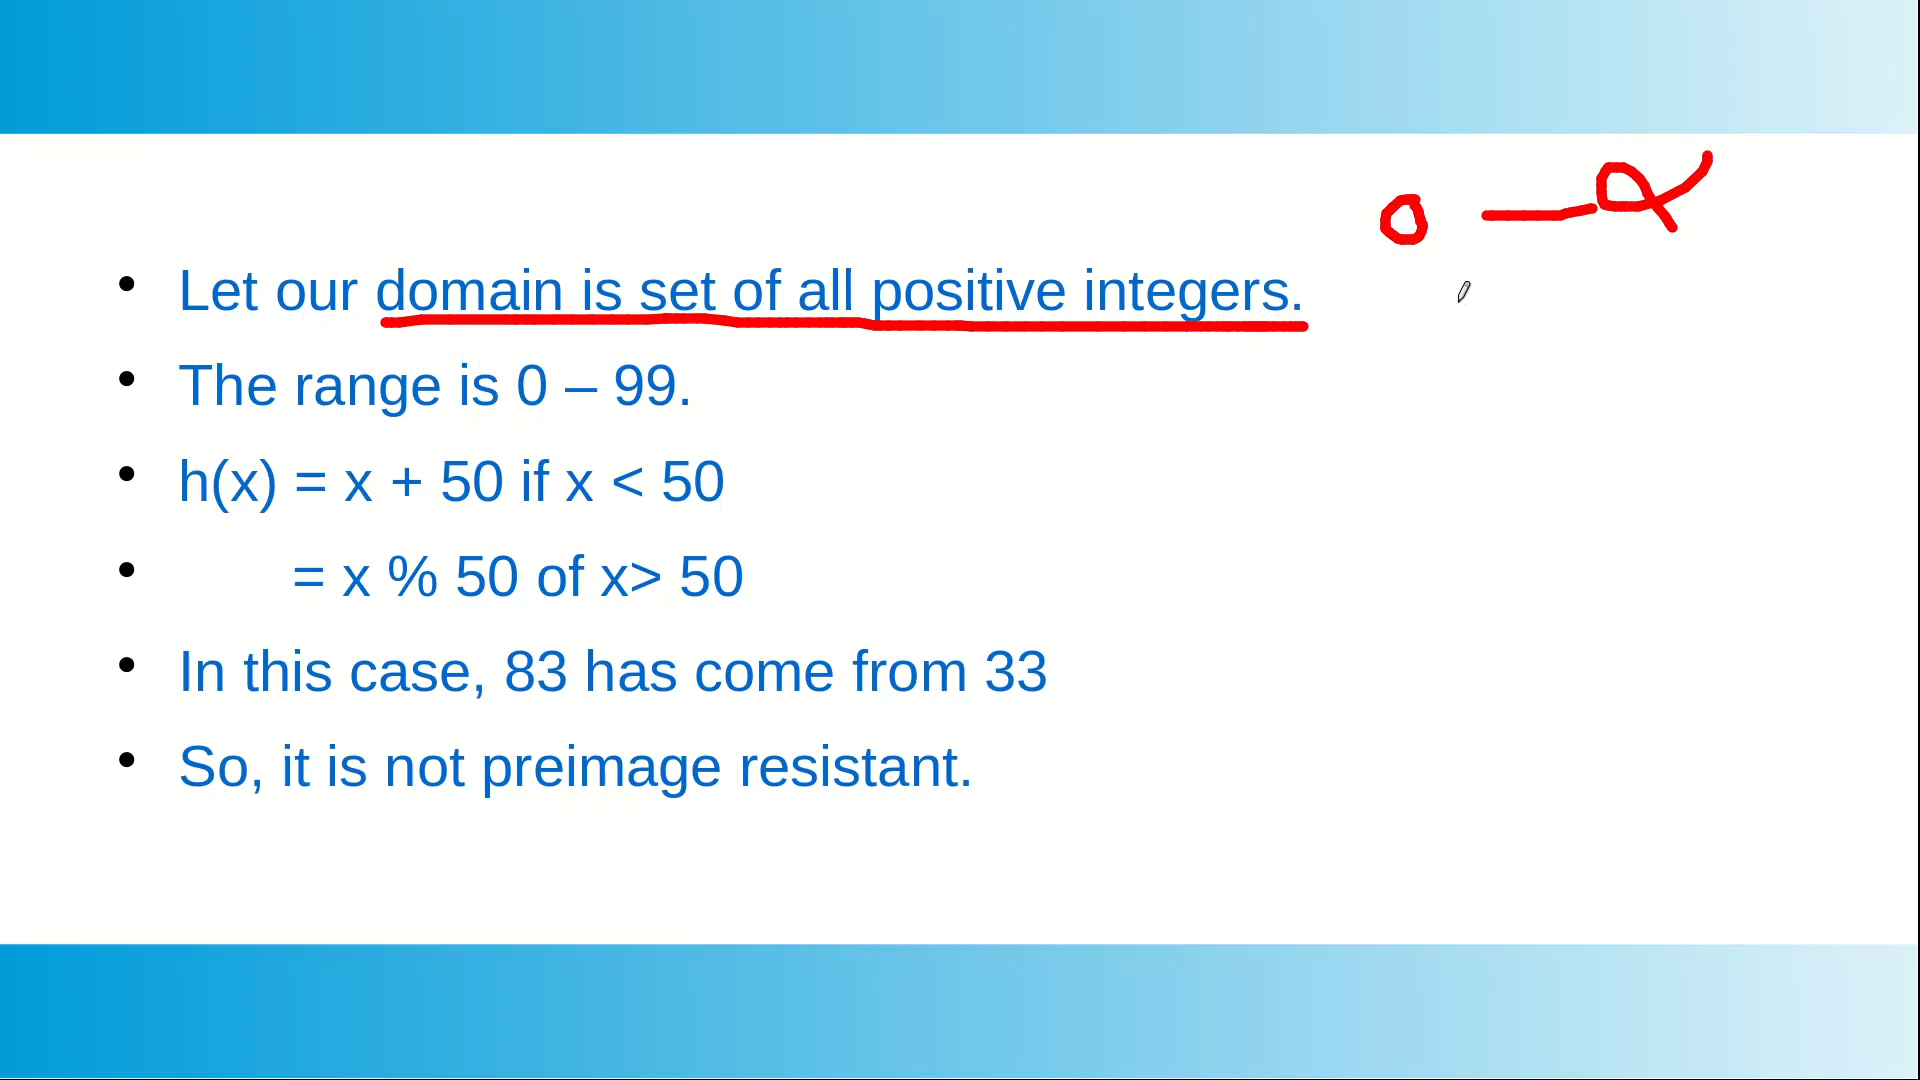 0 — ∝
• Let our domain is set of all positive integers.
• The range is 0 – 99.
• h(x) = x + 50 if x < 50
• = x % 50 of x> 50
• In this case, 83 has come from 33
• So, it is not preimage resistant.